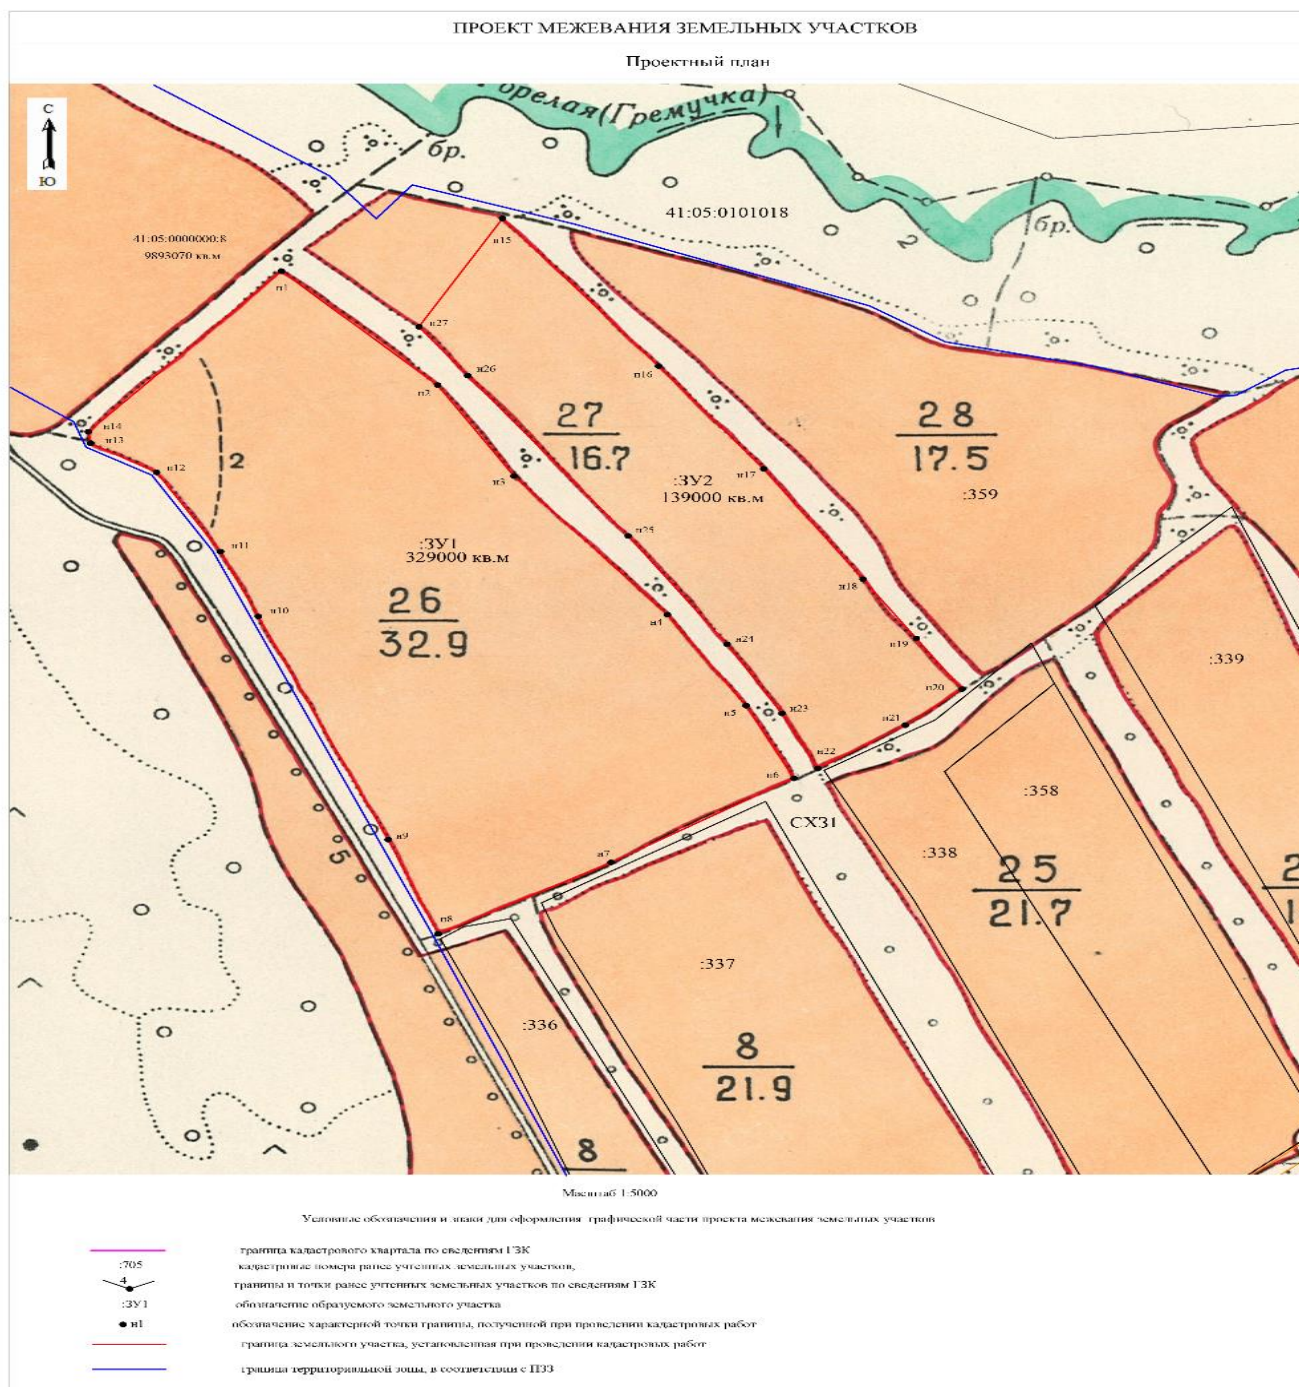 ПРОЕКТ МЕЖЕВАНИЯ ЗЕМЕЛЬНЫХ УЧАСТКОВ
Проектный план
С
Ю
орелая(Гремучка)
бр.
41:05:0101018
бр.
2
41:05:0000000:8
9893070 кв.м
н15
н1
н27
н26
н2
н16
27
16.7
28
17.5
:359
н14
н13
н12
2
н3
:ЗУ2
139000 кв.м
н17
:ЗУ1
329000 кв.м
н25
н11
н18
26
32.9
н10
н4
н24
н19
:339
н20
н5
н23
н21
н22
н6
:358
СХЗ1
н9
5
н7
:338
25
21.7
2
1
н8
:337
:336
8
21.9
8
Масштаб 1:5000
Условные обозначения и знаки для оформления графической части проекта межевания земельных участков
граница кадастрового квартала по сведениям ГЗК
:705 кадастровые номера ранее учтенных земельных участков,
4 границы и точки ранее учтенных земельных участков по сведениям ГЗК
:ЗУ1 обозначение образуемого земельного участка
н1 обозначение характерной точки границы, полученной при проведении кадастровых работ
граница земельного участка, установленная при проведении кадастровых работ
граница территориальной зоны, в соответствии с ПЗЗ